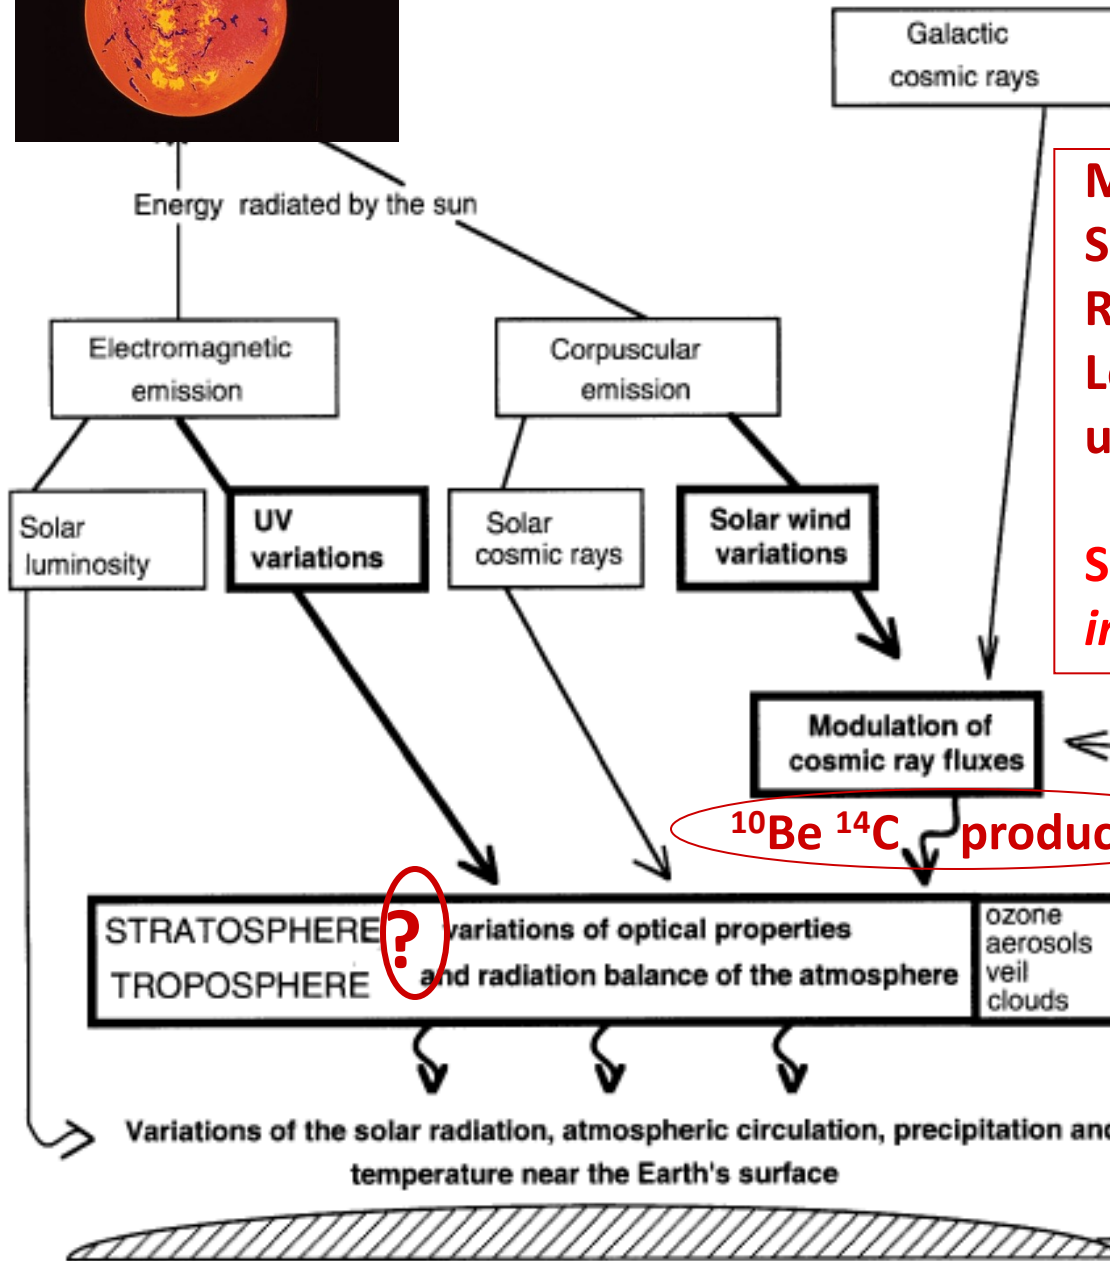 Galactic
cosmic rays
Energy radiated by the sun
Electromagnetic
emission
Corpuscular
emission
Solar
luminosity
UV
variations
Solar
cosmic rays
Solar wind
variations
Modulation of
cosmic ray fluxes
10Be 14C produc
STRATOSPHERE ? variations of optical properties
TROPOSPHERE and radiation balance of the atmosphere
ozone
aerosols
veil
clouds
Variations of the solar radiation, atmospheric circulation, precipitation and
temperature near the Earth's surface